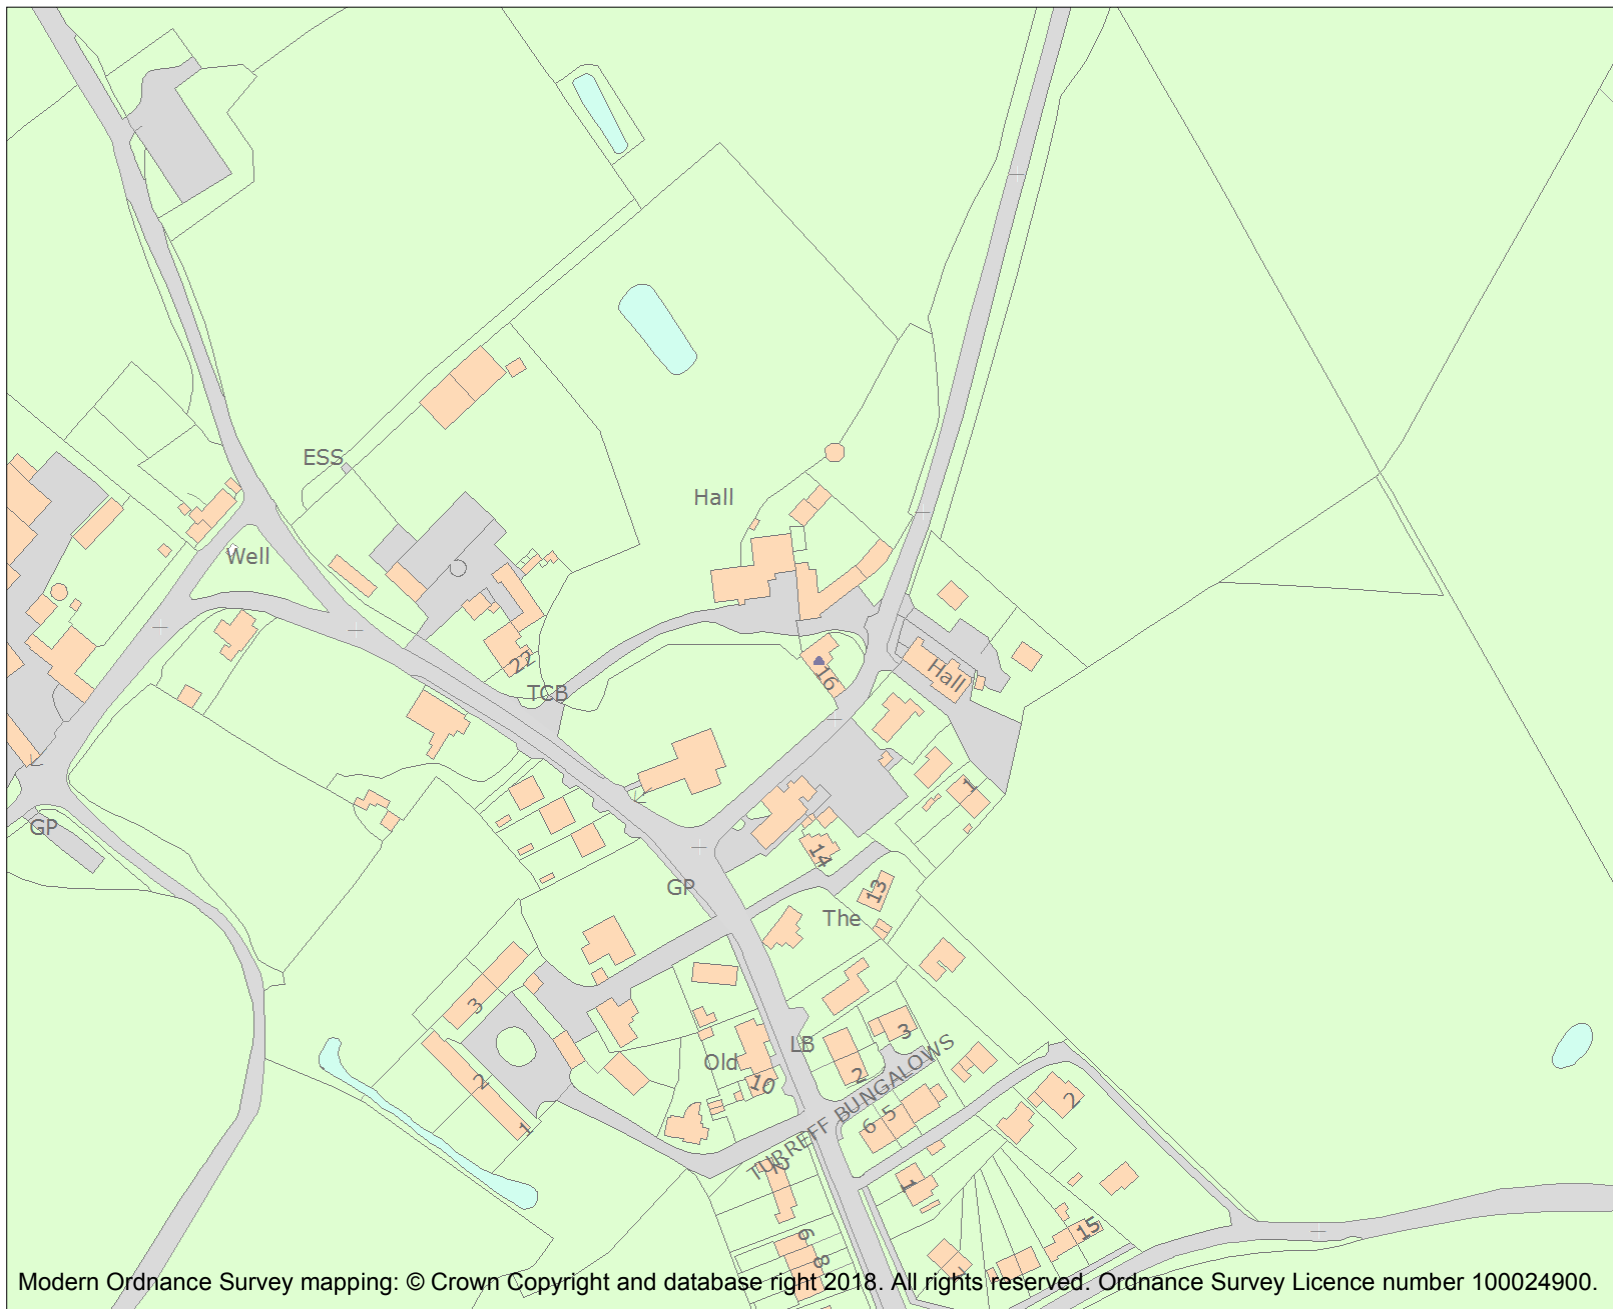 ESS
Hall
Well
22
TCB
16
Hall
1
GP
14
GP
13
The
3
3
LB
Old
2
10
2
TURREFF BUNGALOWS
5
6
2
1
2
1
15
6
8
Modern Ordnance Survey mapping: © Crown Copyright and database right 2018. All rights reserved. Ordnance Survey Licence number 100024900.